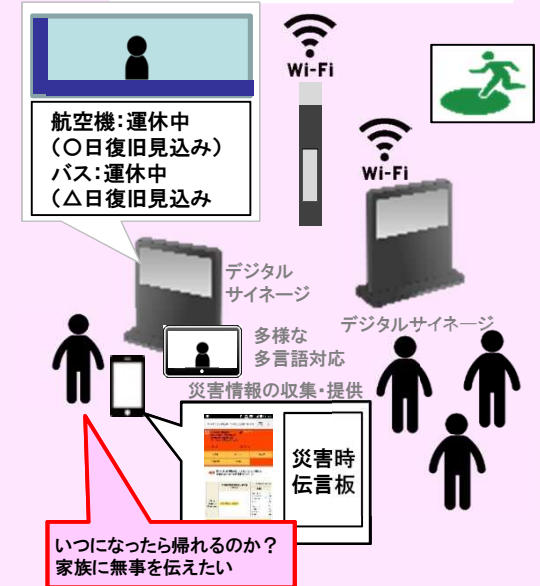 Wi-Fi
航空機：運休中
（〇日復旧見込み）
バス：運休中
（△日復旧見込み
Wi-Fi
デジタル
サイネージ
デジタルサイネージ
多様な
多言語対応
災害情報の収集・提供
災害時
伝言板
いつになったら帰れるのか？
家族に無事を伝えたい